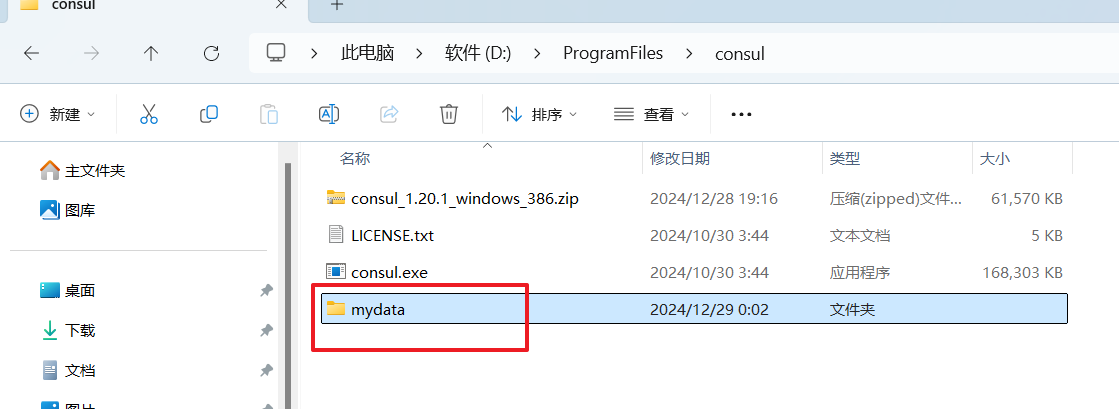 consul
此电脑 软件 (D:) ProgramFiles consul
新建 排序 查看
名称 修改日期 类型 大小
主文件夹
图库
桌面
下载
文档
图片
consul_1.20.1_windows_386.zip 2024/12/28 19:16 压缩(zipped)文件... 61,570 KB
LICENSE.txt 2024/10/30 3:44 文本文档 5 KB
consul.exe 2024/10/30 3:44 应用程序 168,303 KB
mydata 2024/12/29 0:02 文件夹